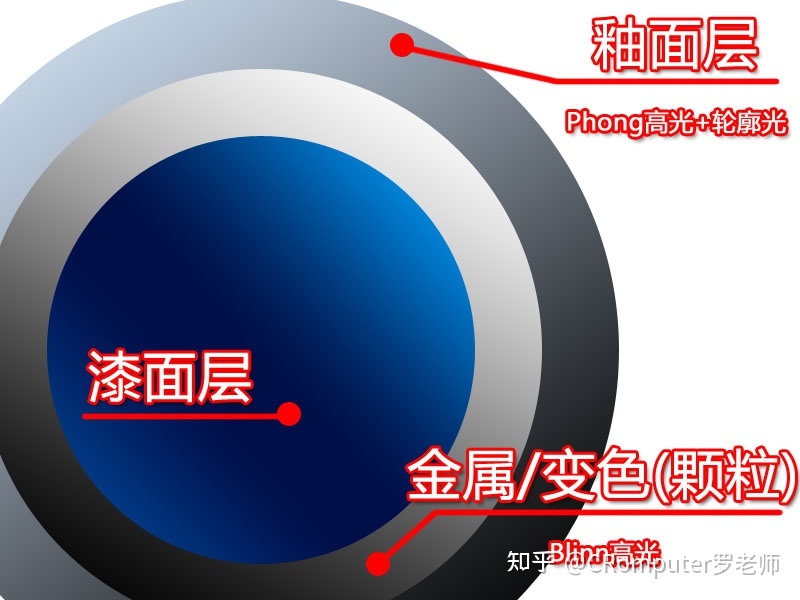 釉面层
Phong高光+轮廓光
漆面层
金属/变色(颗粒)
Blinn高光
知乎 @CRomputer罗老师